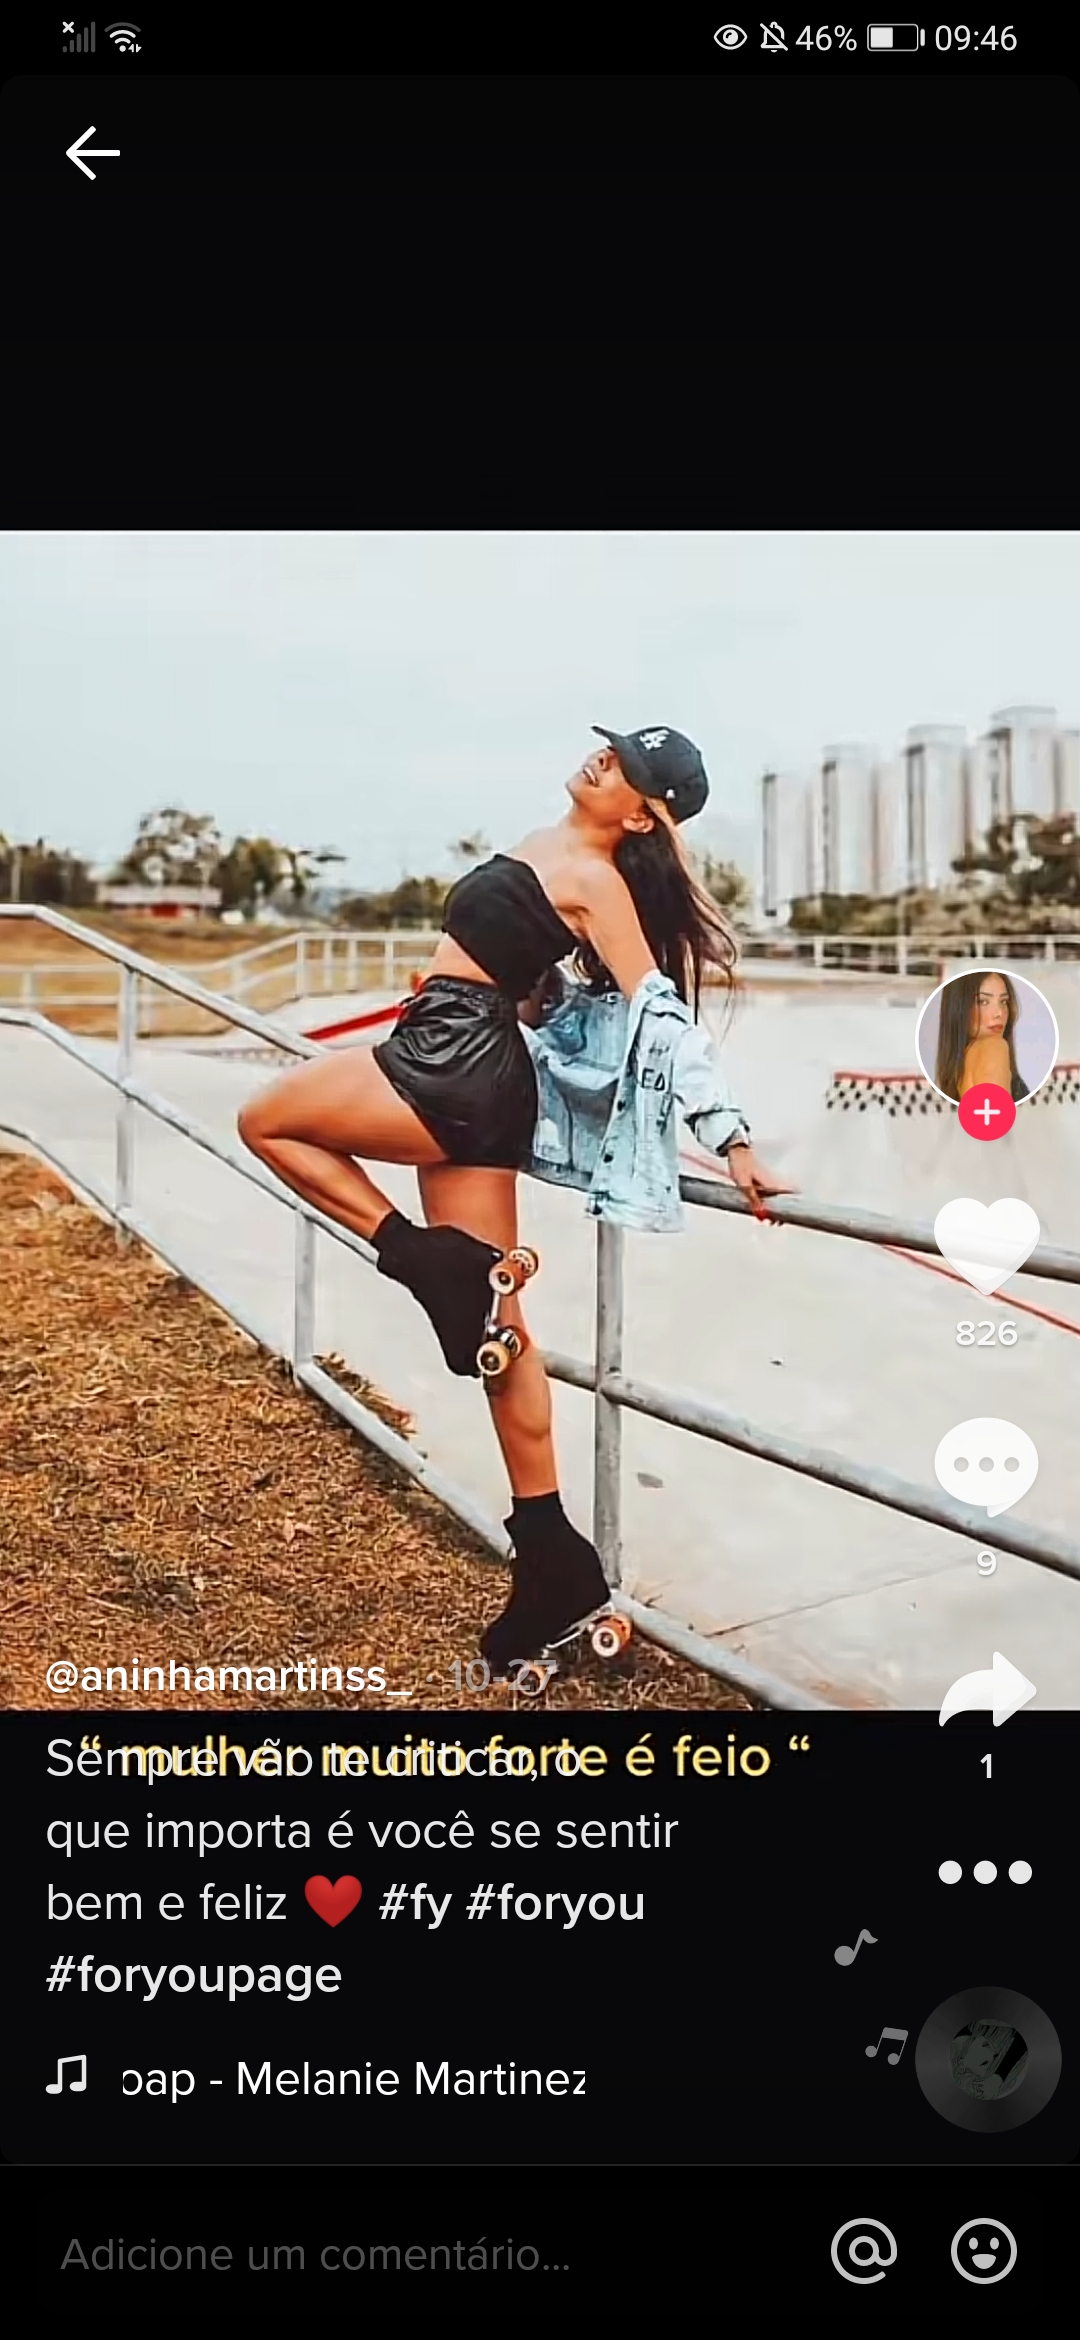 46% 09:46
LA
@aninhamartinss_ · 10-27
“ mulher muito forte é feio “
Sempre vão te criticar, o
que importa é você se sentir
bem e feliz ❤️ #fy #foryou
#foryoupage
oap - Melanie Martinez
826
9
1
Adicione um comentário...